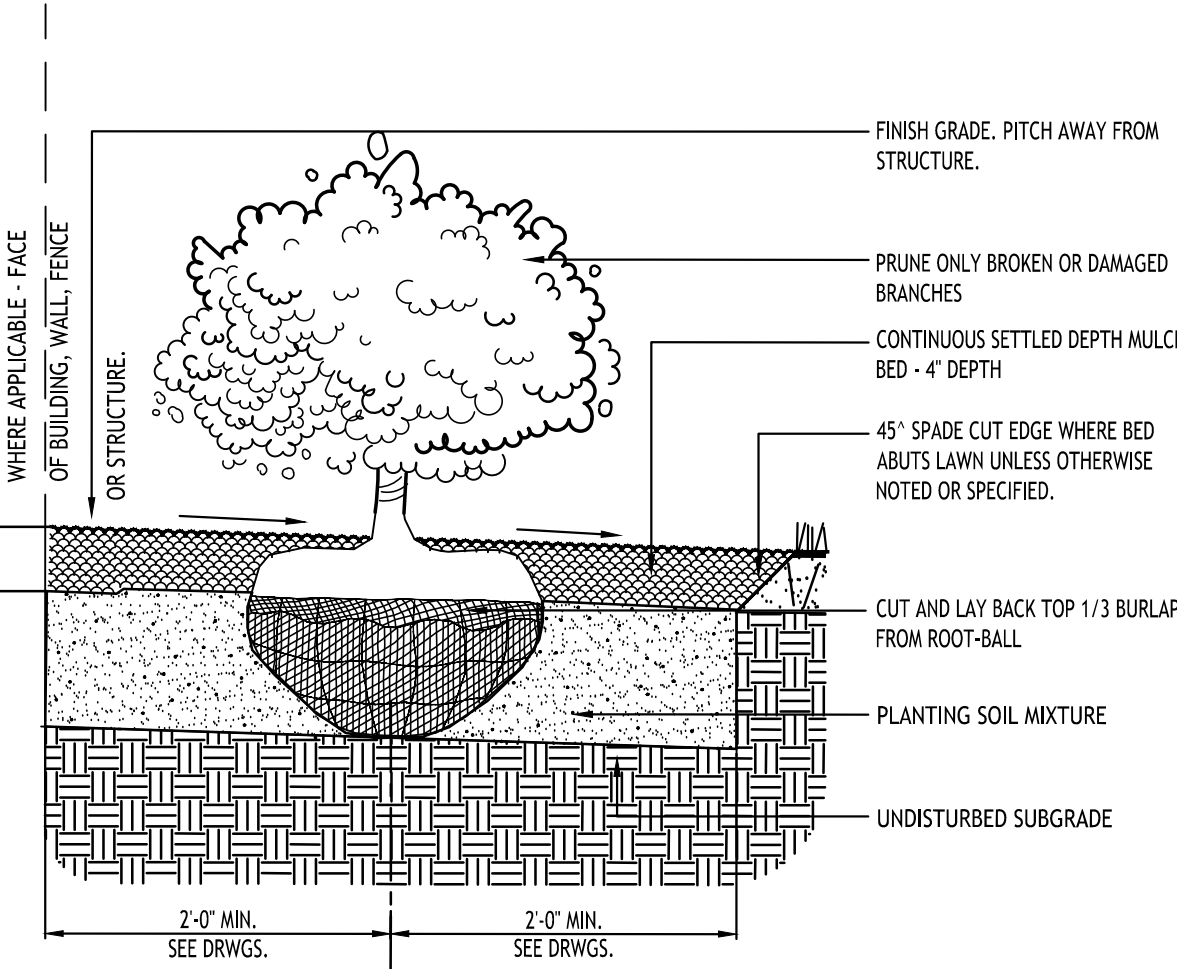 FINISH GRADE. PITCH AWAY FROM
STRUCTURE.
PRUNE ONLY BROKEN OR DAMAGED
BRANCHES
CONTINUOUS SETTLED DEPTH MULC
BED - 4" DEPTH
45^ SPADE CUT EDGE WHERE BED
ABUTS LAWN UNLESS OTHERWISE
NOTED OR SPECIFIED.
CUT AND LAY BACK TOP 1/3 BURLAP
FROM ROOT-BALL
PLANTING SOIL MIXTURE
UNDISTURBED SUBGRADE
WHERE APPLICABLE - FACE
OF BUILDING, WALL, FENCE
OR STRUCTURE.
2'-0" MIN.
SEE DRWGS.
2'-0" MIN.
SEE DRWGS.